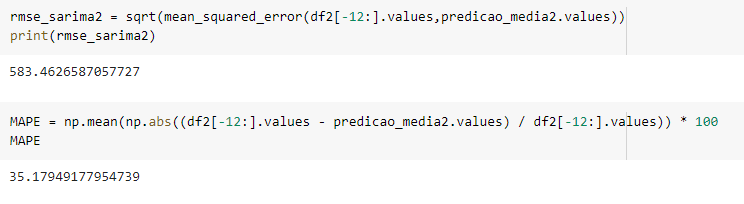 rmse_sarima2 = sqrt(mean_squared_error(df2[-12:].values,predicao_media2.values))
print(rmse_sarima2)
583.4626587057727
MAPE = np.mean(np.abs((df2[-12:].values - predicao_media2.values) / df2[-12:].values)) * 100
MAPE
35.17949177954739